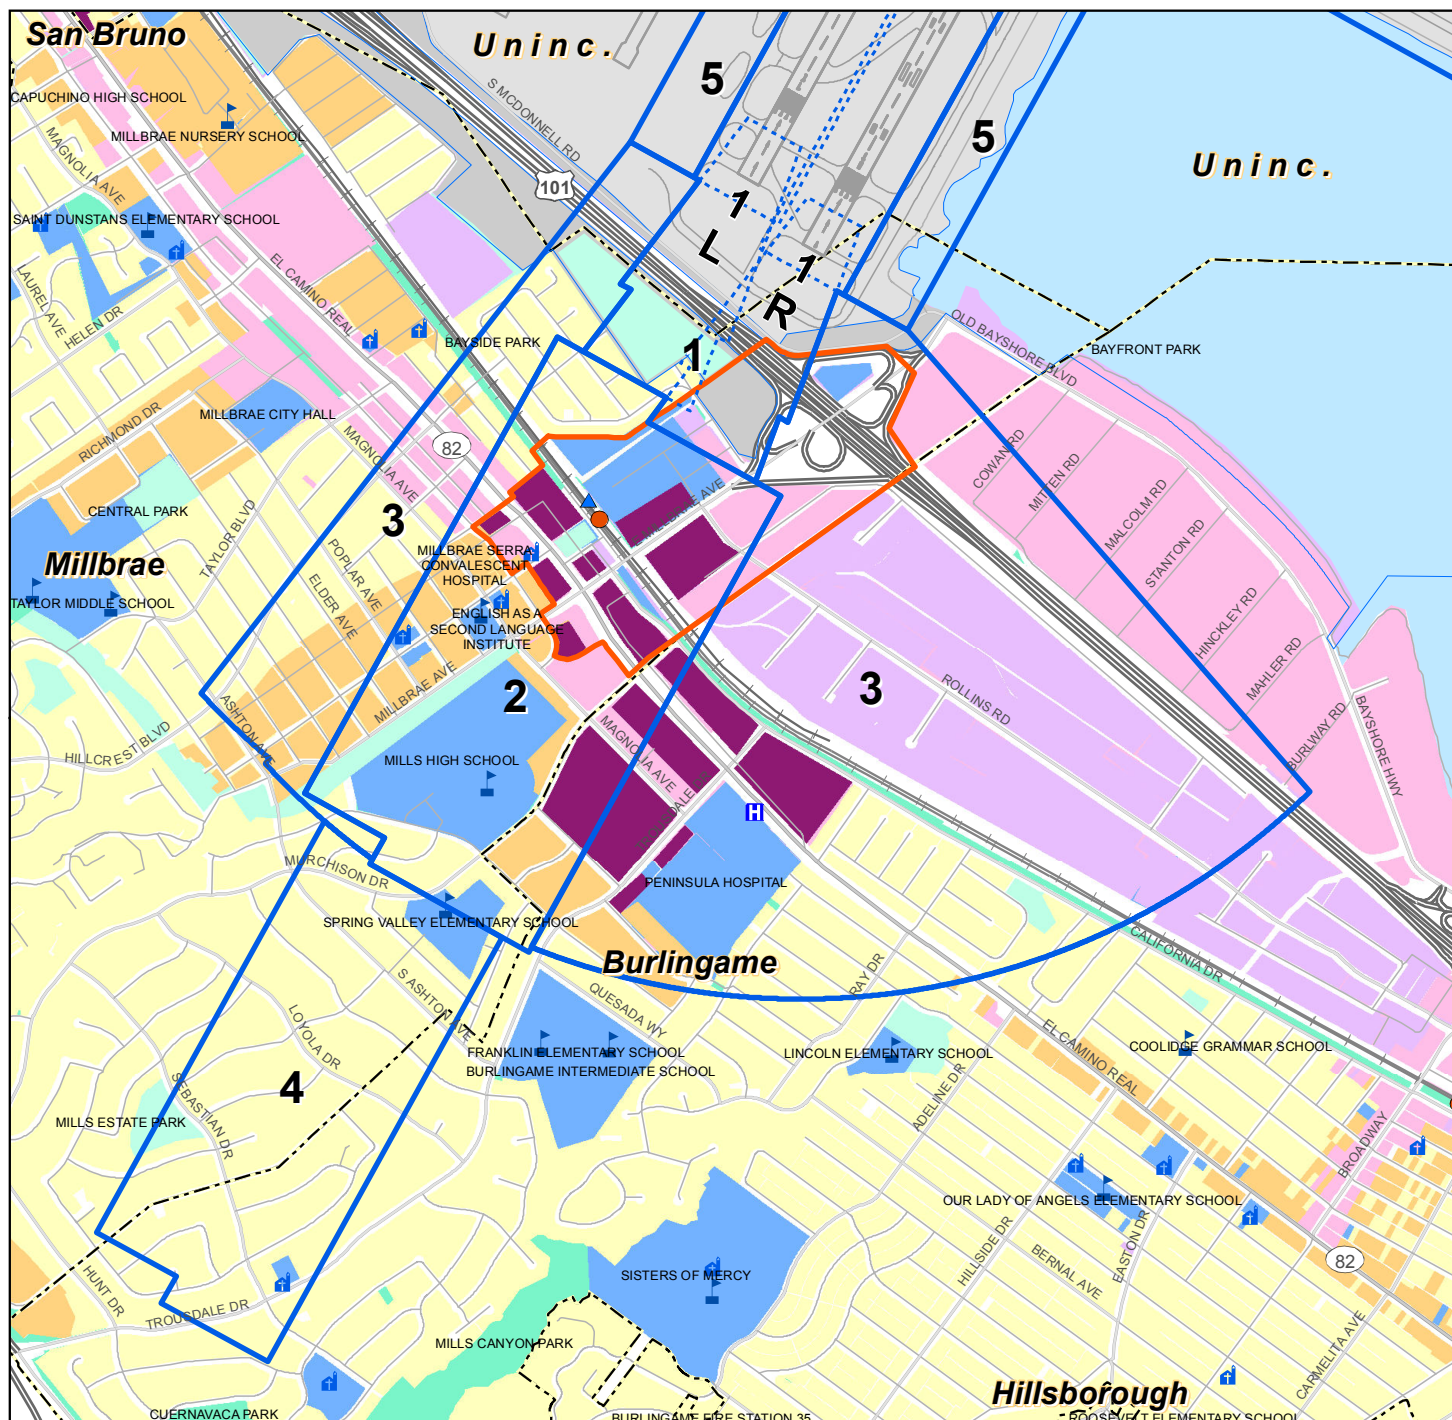 San Bruno
Uninc.
5
S MCDONNELL RD
CAPUCHINO HIGH SCHOOL
MILLBRAE NURSERY SCHOOL
5
Uninc.
MAGNOLIA AVE
101
SAINT DUNSTANS ELEMENTARY SCHOOL
1
L
1
R
EL CAMINO REAL
LAUREL AVE
HELEN DR
BAYSIDE PARK
1
OLD BAYSHORE BLVD
BAYFRONT PARK
MILLBRAE CITY HALL
RICHMOND DR
82
MAGNOLIA AVE
COWAN RD
MITTEN RD
MALCOLM RD
STANTON RD
HINCKLEY RD
MAHLER RD
BURLWAY RD
BAYSHORE HWY
CENTRAL PARK
TAYLOR BLVD
3
E MILLBRAE AVE
Millbrae
POPLAR AVE
ELDER AVE
MILLBRAE SERRA
CONVALESCENT
HOSPITAL
TAYLOR MIDDLE SCHOOL
ENGLISH AS A
SECOND LANGUAGE
INSTITUTE
MILLBRAE AVE
2
3
ROLLINS RD
ASHTON AVE
HILLCREST BLVD
MAGNOLIA AVE
MILLS HIGH SCHOOL
H
MURCHISON DR
PENINSULA HOSPITAL
SPRING VALLEY ELEMENTARY SCHOOL
CALIFORNIA DR
Burlingame
RAY DR
S ASHTON AVE
QUESADA WY
LOYOLA DR
FRANKLIN ELEMENTARY SCHOOL
BURLINGAME INTERMEDIATE SCHOOL
LINCOLN ELEMENTARY SCHOOL
EL CAMINO REAL
COOLIDGE GRAMMAR SCHOOL
4
SEBASTIAN DR
ADELINE DR
MILLS ESTATE PARK
BROADWAY
OUR LADY OF ANGELS ELEMENTARY SCHOOL
HILLSIDE DR
EASTON DR
BERNAL AVE
82
SISTERS OF MERCY
HUNT DR
TROUSDALE DR
MILLS CANYON PARK
CARMELITA AVE
Hillsborough
CUERNAVACA PARK
BURLINGAME FIRE STATION 35
ROOSEVELT ELEMENTARY SCHOOL